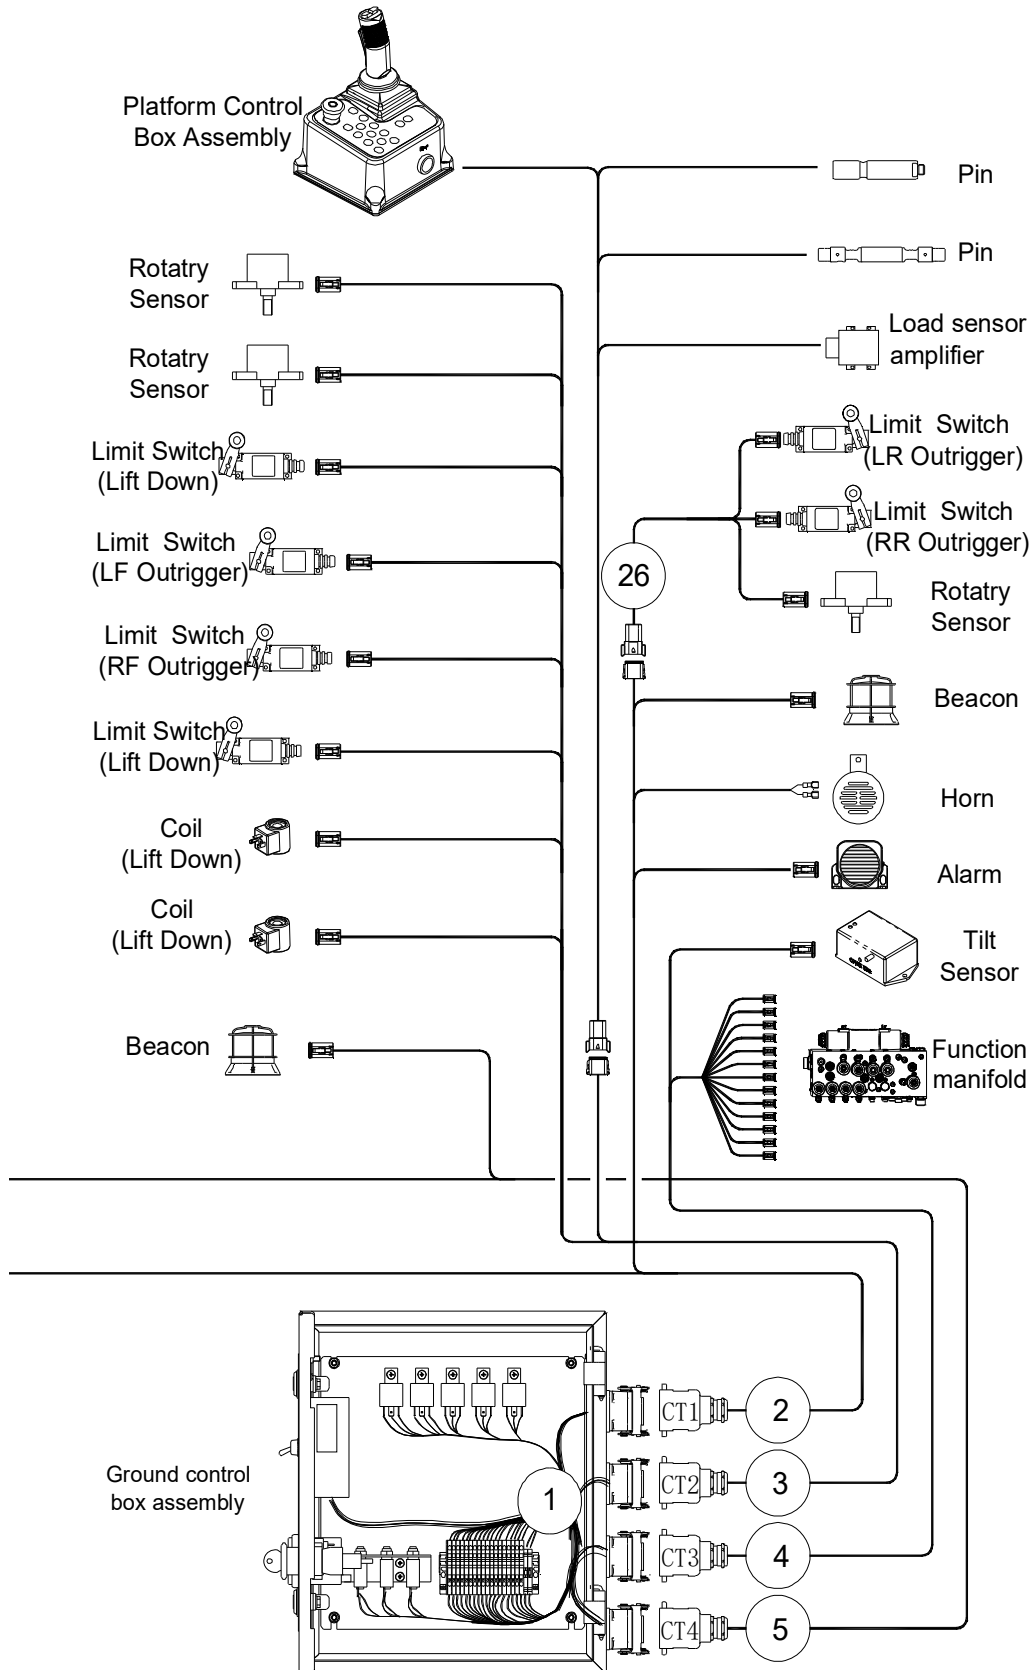 Platform Control
Box Assembly
Pin
Pin
Rotatry
Sensor
Load sensor
amplifier
Rotatry
Sensor
Limit Switch
(LR Outrigger)
Limit Switch
(Lift Down)
Limit Switch
(RR Outrigger)
Limit Switch
(LF Outrigger)
26
Rotatry
Sensor
Limit Switch
(RF Outrigger)
Beacon
Limit Switch
(Lift Down)
Horn
Coil
(Lift Down)
Alarm
Coil
(Lift Down)
Tilt
Sensor
Beacon
Function
manifold
CT1
2
Ground control
box assembly
1
CT2
3
CT3
4
CT4
5